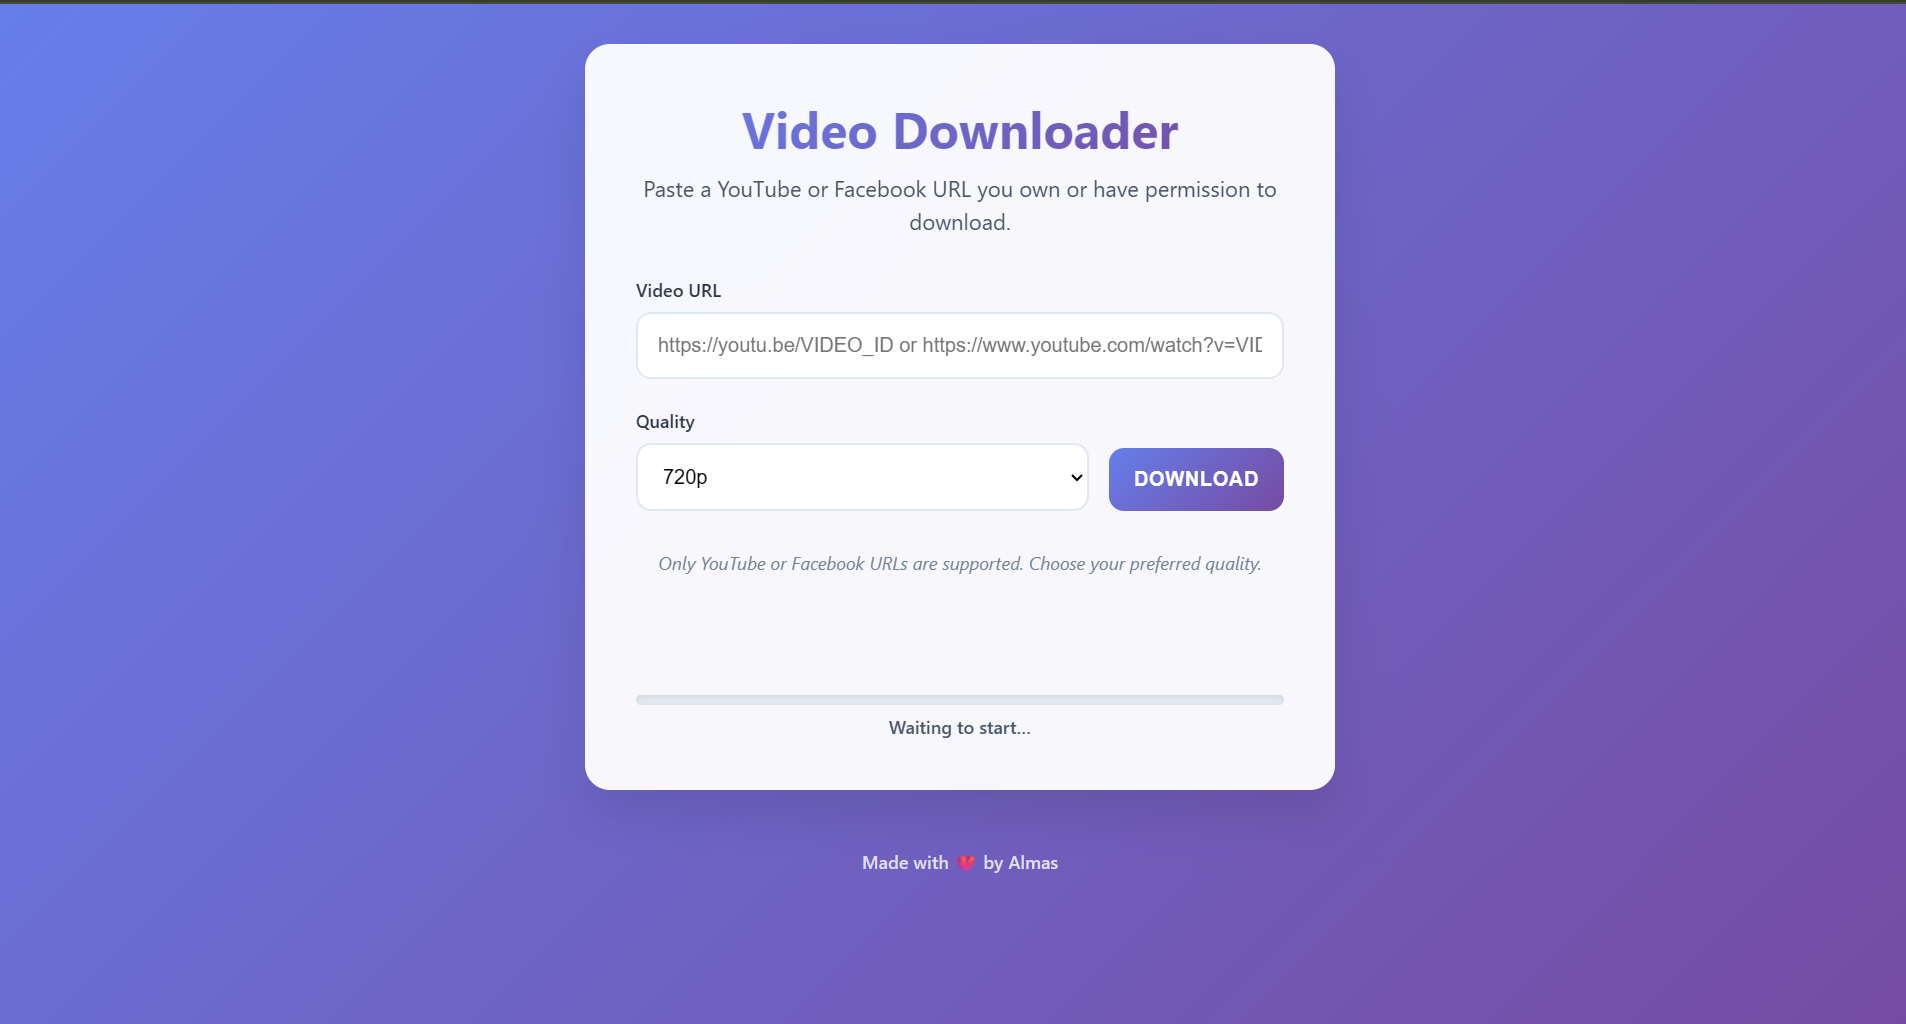 Video Downloader
Paste a YouTube or Facebook URL you own or have permission to
download.
Video URL
https://youtu.be/VIDEO_ID or https://www.youtube.com/watch?v=VID
Quality
720p
DOWNLOAD
Only YouTube or Facebook URLs are supported. Choose your preferred quality.
Waiting to start...
Made with 💗 by Almas